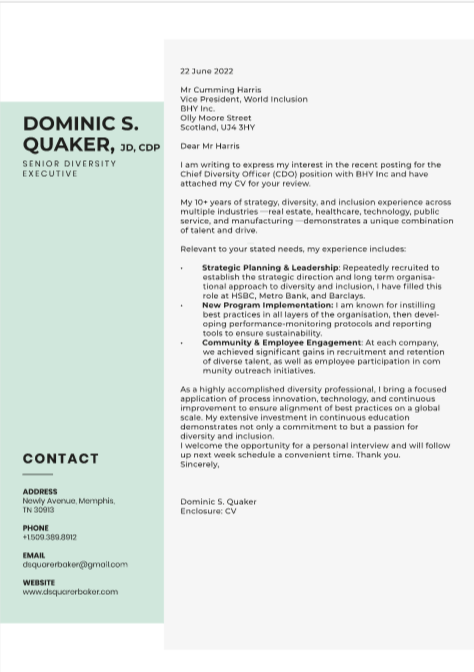 DOMINIC S.
QUAKER, JD, CDP
SENIOR DIVERSITY
EXECUTIVE
CONTACT
ADDRESS
Newly Avenue, Memphis,
TN 30913
PHONE
+1.509.389.8912
EMAIL
dsquarerbaker@gmail.com
WEBSITE
www.dsquarerbaker.com
22 June 2022
Mr Cumming Harris
Vice President, World Inclusion
BHY Inc.
Olly Moore Street
Scotland, UJ4 3HY
Dear Mr Harris
I am writing to express my interest in the recent posting for the
Chief Diversity Officer (CDO) position with BHY Inc and have
attached my CV for your review.
My 10+ years of strategy, diversity, and inclusion experience across
multiple industries —real estate, healthcare, technology, public
service, and manufacturing —demonstrates a unique combination
of talent and drive.
Relevant to your stated needs, my experience includes:
• Strategic Planning & Leadership: Repeatedly recruited to
establish the strategic direction and long term organisa-
tional approach to diversity and inclusion, I have filled this
role at HSBC, Metro Bank, and Barclays.
• New Program Implementation: I am known for instilling
best practices in all layers of the organisation, then devel-
oping performance-monitoring protocols and reporting
tools to ensure sustainability.
• Community & Employee Engagement: At each company,
we achieved significant gains in recruitment and retention
of diverse talent, as well as employee participation in com
munity outreach initiatives.
As a highly accomplished diversity professional, I bring a focused
application of process innovation, technology, and continuous
improvement to ensure alignment of best practices on a global
scale. My extensive investment in continuous education
demonstrates not only a commitment to but a passion for
diversity and inclusion.
I welcome the opportunity for a personal interview and will follow
up next week schedule a convenient time. Thank you.
Sincerely,
Dominic S. Quaker
Enclosure: CV